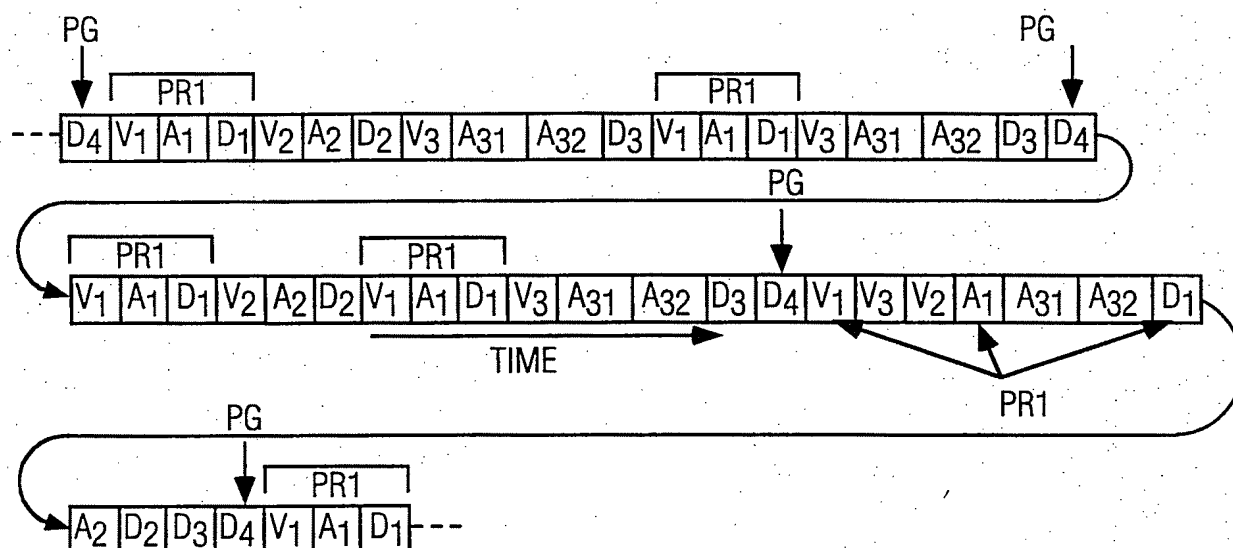 PG PG
PR1 PR1
D4 V1 A1 D1 V2 A2 D2 V3 A31 A32 D3 V1 A1 D1 V3 A31 A32 D3 D4
PG
PR1 PR1
V1 A1 D1 V2 A2 D2 V1 A1 D1 V3 A31 A32 D3 D4 V1 V3 V2 A1 A31 A32 D1
TIME
PR1
PG
PR1
A2 D2 D3 D4 V1 A1 D1